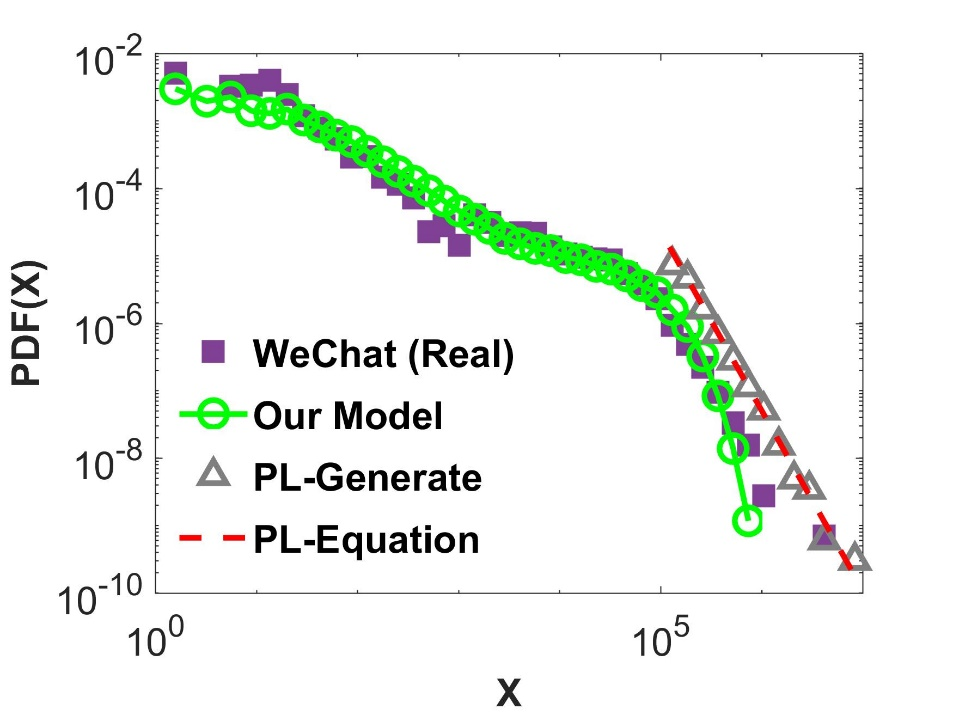 10^-2
10^-4
10^-6
10^-8
10^-10
PDF(X)
WeChat (Real)
Our Model
PL-Generate
PL-Equation
10^0
10^5
X